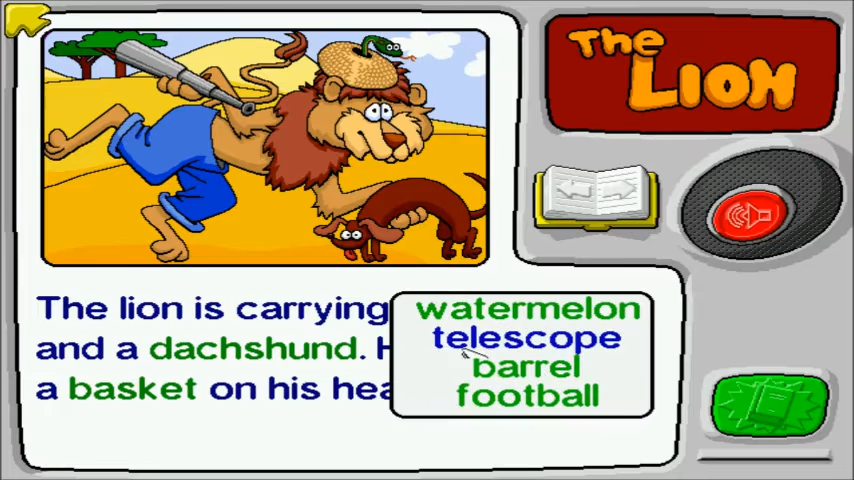 The LION
The lion is carrying
and a dachshund. H
a basket on his hea
watermelon
telescope
barrel
football